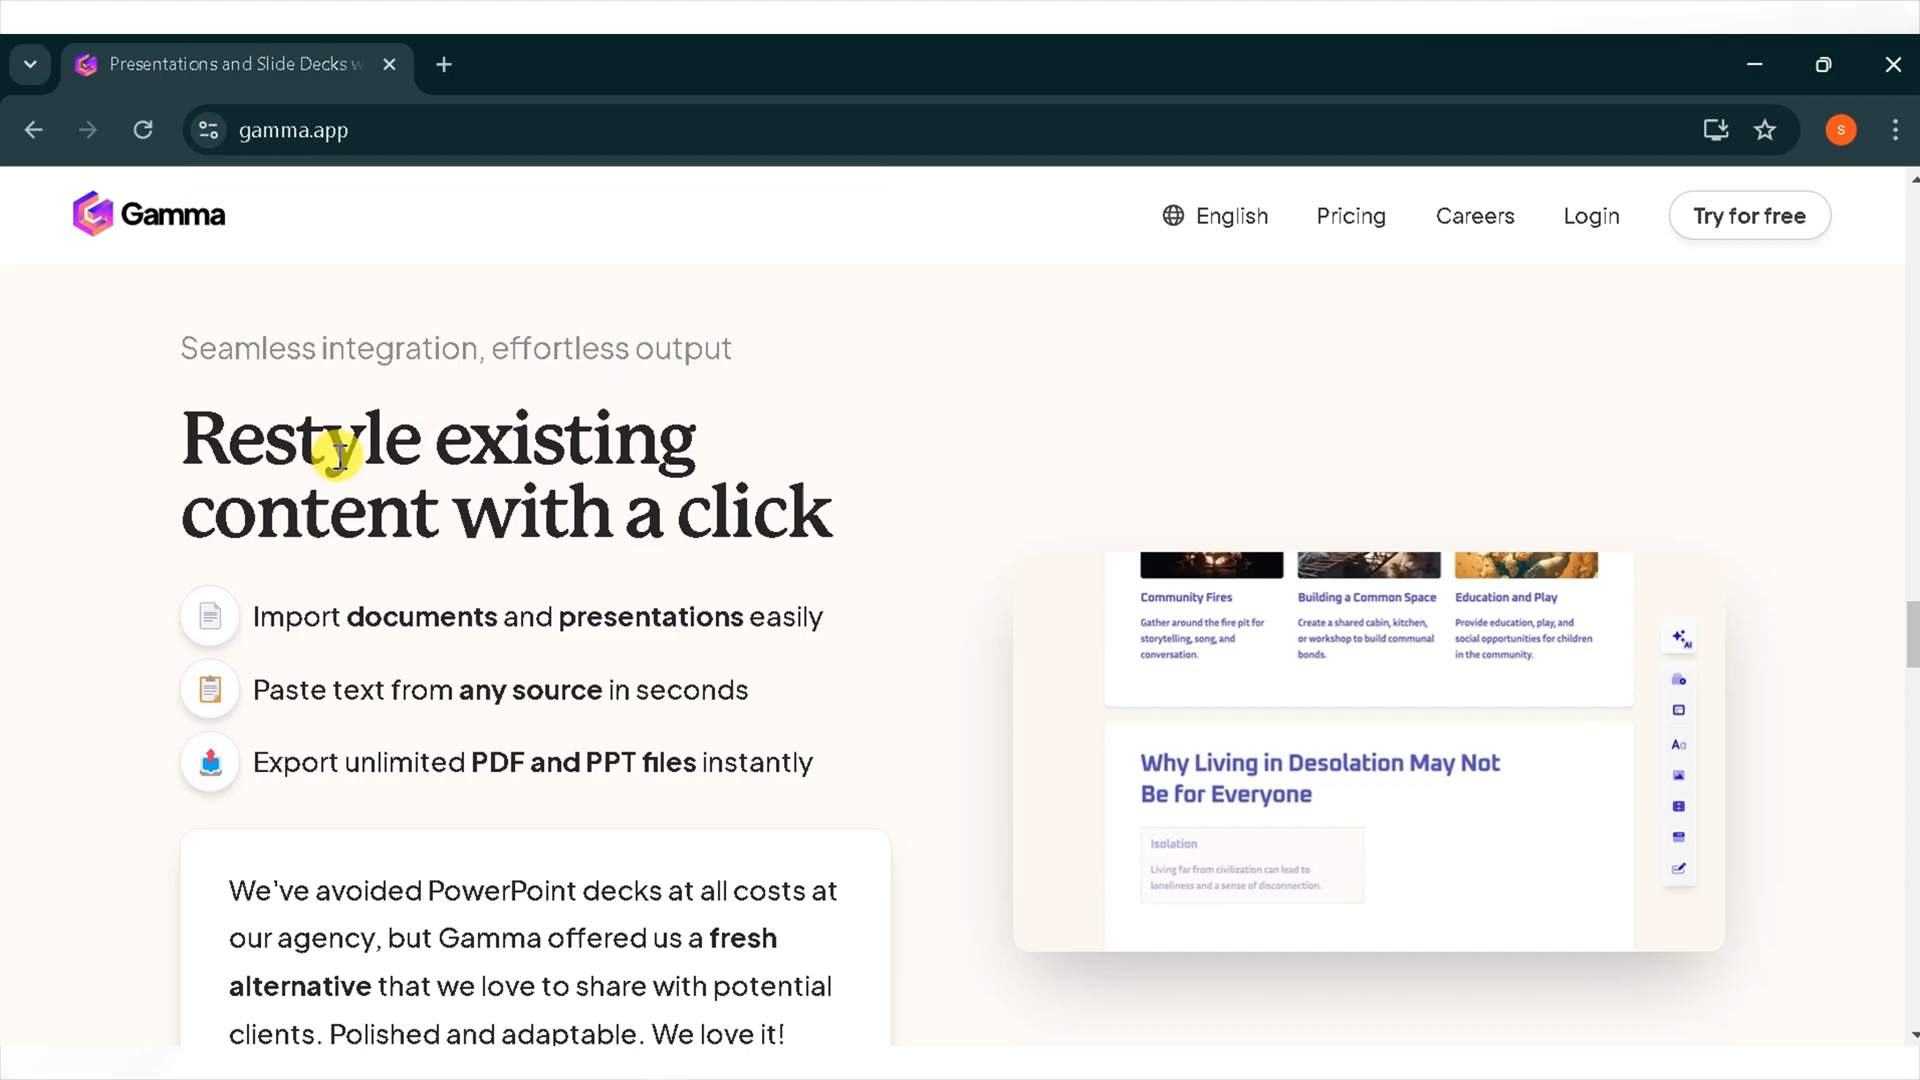 Presentations and Slide Decks w
gamma.app
S
Gamma
English Pricing Careers Login Try for free
Seamless integration, effortless output
Restyle existing
content with a click
Import documents and presentations easily
Paste text from any source in seconds
Export unlimited PDF and PPT files instantly
We've avoided PowerPoint decks at all costs at
our agency, but Gamma offered us a fresh
alternative that we love to share with potential
clients. Polished and adaptable. We love it!
Community Fires
Gather around the fire pit for
storytelling, song, and
conversation.
Building a Common Space
Create a shared cabin, kitchen,
or workshop to build communal
bonds.
Education and Play
Provide education, play, and
social opportunities for children
in the community.
Why Living in Desolation May Not
Be for Everyone
Isolation
Living far from civilization can lead to
loneliness and a sense of disconnection.
AI
Aa